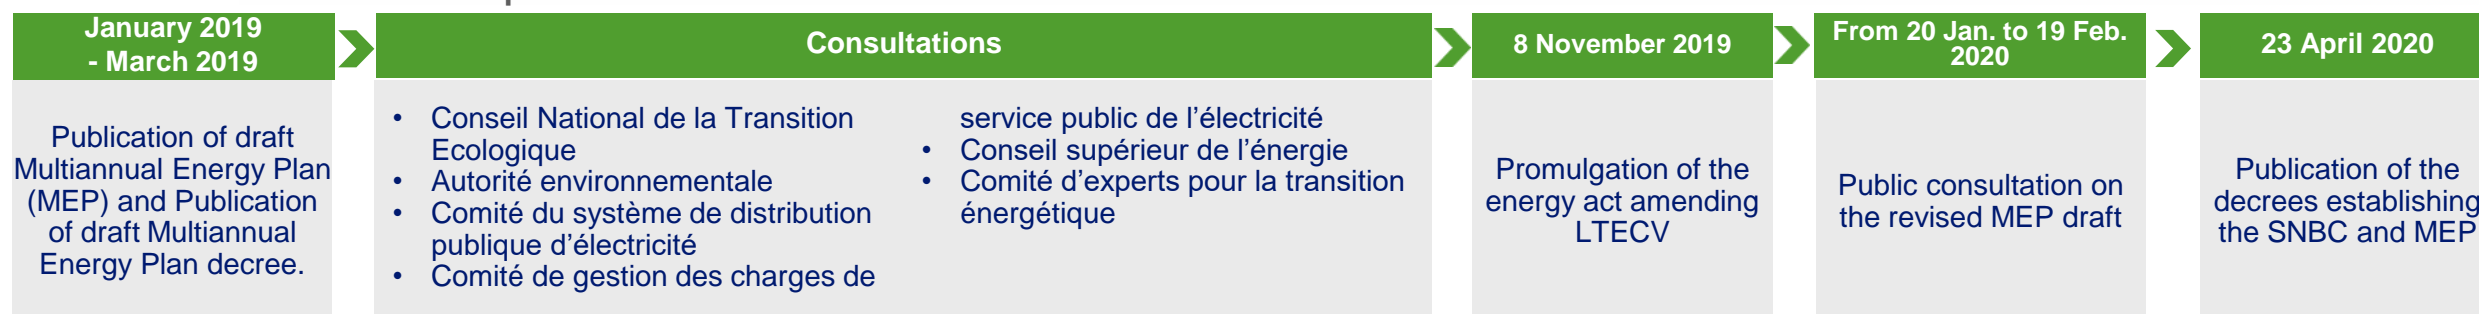 January 2019
- March 2019
Publication of draft
Multiannual Energy Plan
(MEP) and Publication
of draft Multiannual
Energy Plan decree.
Consultations
• Conseil National de la Transition
Ecologique
• Autorité environnementale
• Comité du système de distribution
publique d’électricité
• Comité de gestion des charges de
service public de l’électricité
• Conseil supérieur de l’énergie
• Comité d’experts pour la transition
énergétique
8 November 2019
Promulgation of the
energy act amending
LTECV
From 20 Jan. to 19 Feb.
2020
Public consultation on
the revised MEP draft
23 April 2020
Publication of the
decrees establishing
the SNBC and MEP